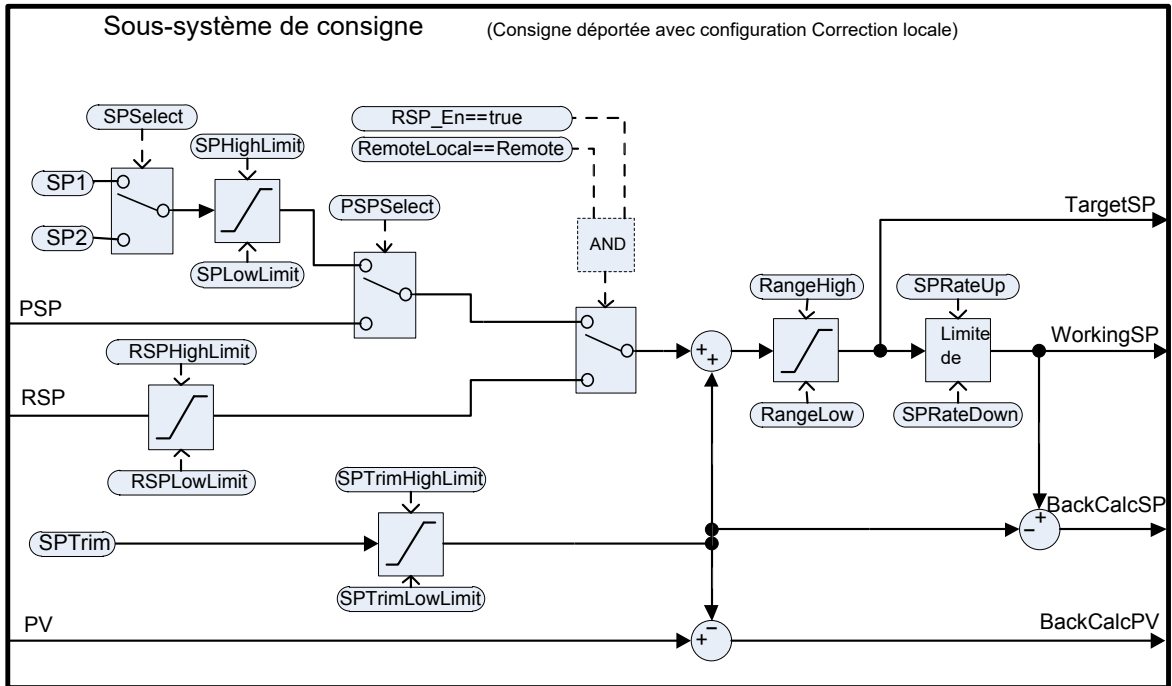 Sous-système de consigne (Consigne déportée avec configuration Correction locale)
SPSelect
RSP_En==true
SPHighLimit
RemoteLocal==Remote
SP1
PSPSelect
TargetSP
SP2
AND
SPLowLimit
RangeHigh
SPRateUp
PSP
RSPHighLimit
+
+
Limite
de
WorkingSP
RSP
RangeLow
SPRateDown
RSPLowLimit
SPTrimHighLimit
BackCalcSP
+
−
SPTrim
SPTrimLowLimit
PV
−
+
BackCalcPV